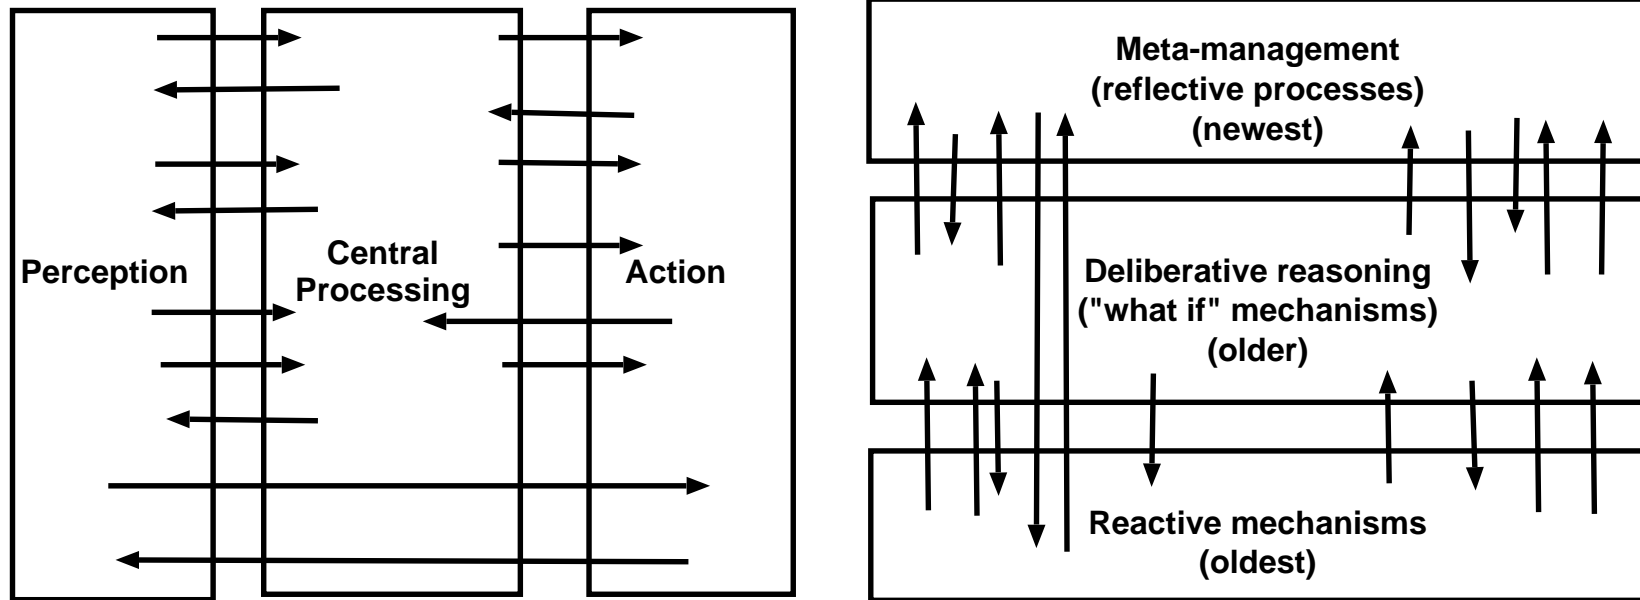 Perception
Central
Processing
Action
Meta-management
(reflective processes)
(newest)
Deliberative reasoning
("what if" mechanisms)
(older)
Reactive mechanisms
(oldest)